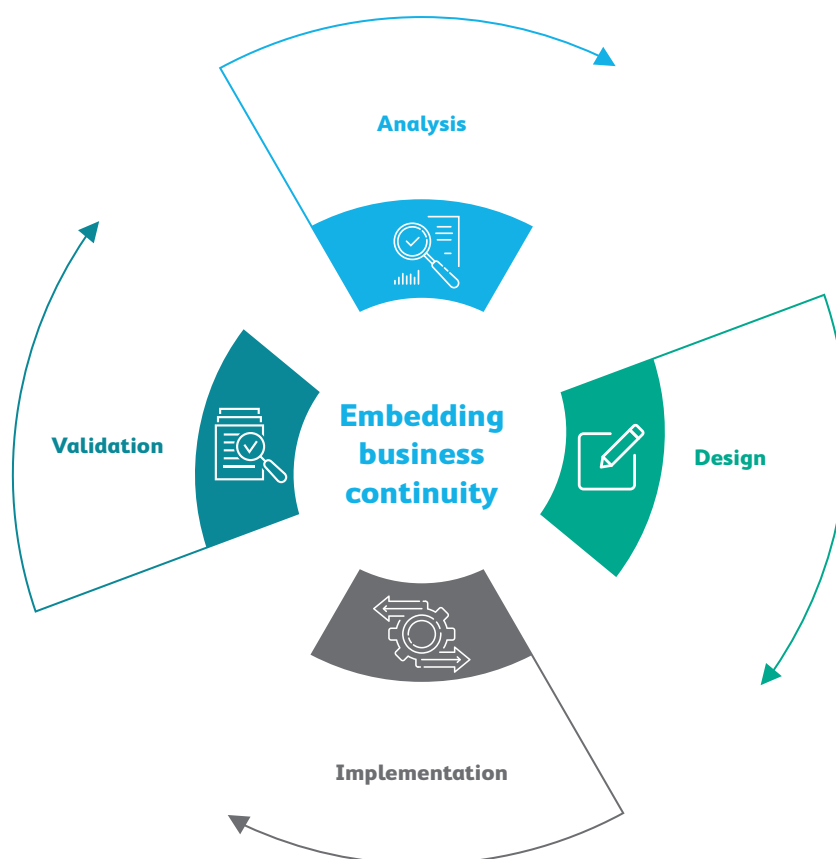 Analysis
Validation
Embedding
business
continuity
Design
Implementation